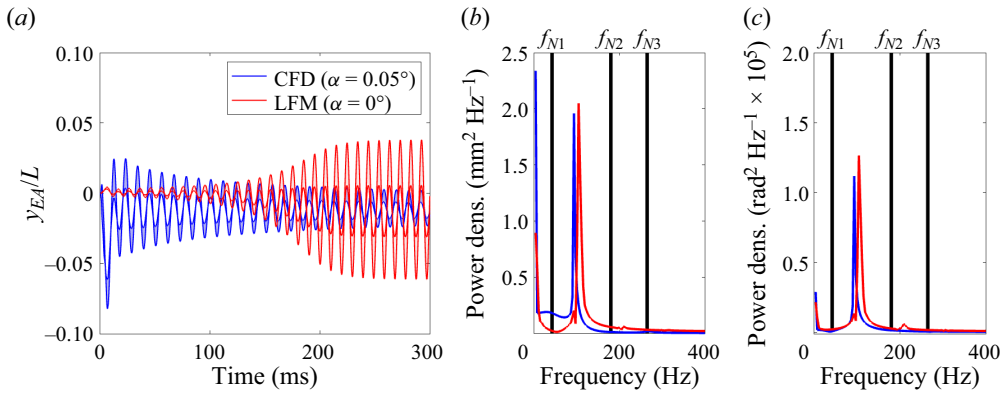 (a)
0.10
0.05
0
–0.05
–0.10
y_EA/L
CFD (α = 0.05°)
LFM (α = 0°)
0
100
200
300
Time (ms)
(b)
f_N1 f_N2 f_N3
2.5
2.0
1.5
1.0
0.5
Power dens. (mm² Hz⁻¹)
0
200
400
Frequency (Hz)
(c)
f_N1 f_N2 f_N3
2.0
1.5
1.0
0.5
Power dens. (rad² Hz⁻¹ × 10⁵)
0
200
400
Frequency (Hz)